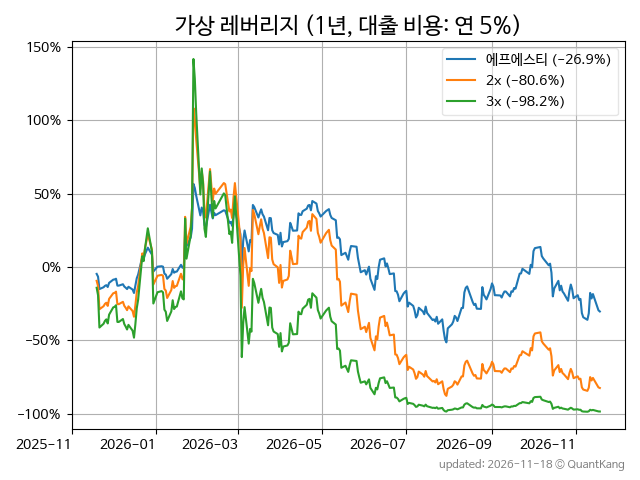 가상 레버리지 (1년, 대출 비용: 연 5%)
에프에스티 (-26.9%)
2x (-80.6%)
3x (-98.2%)
150%
100%
50%
0%
-50%
-100%
2025-11 2026-01 2026-03 2026-05 2026-07 2026-09 2026-11
updated: 2026-11-18 © QuantKang